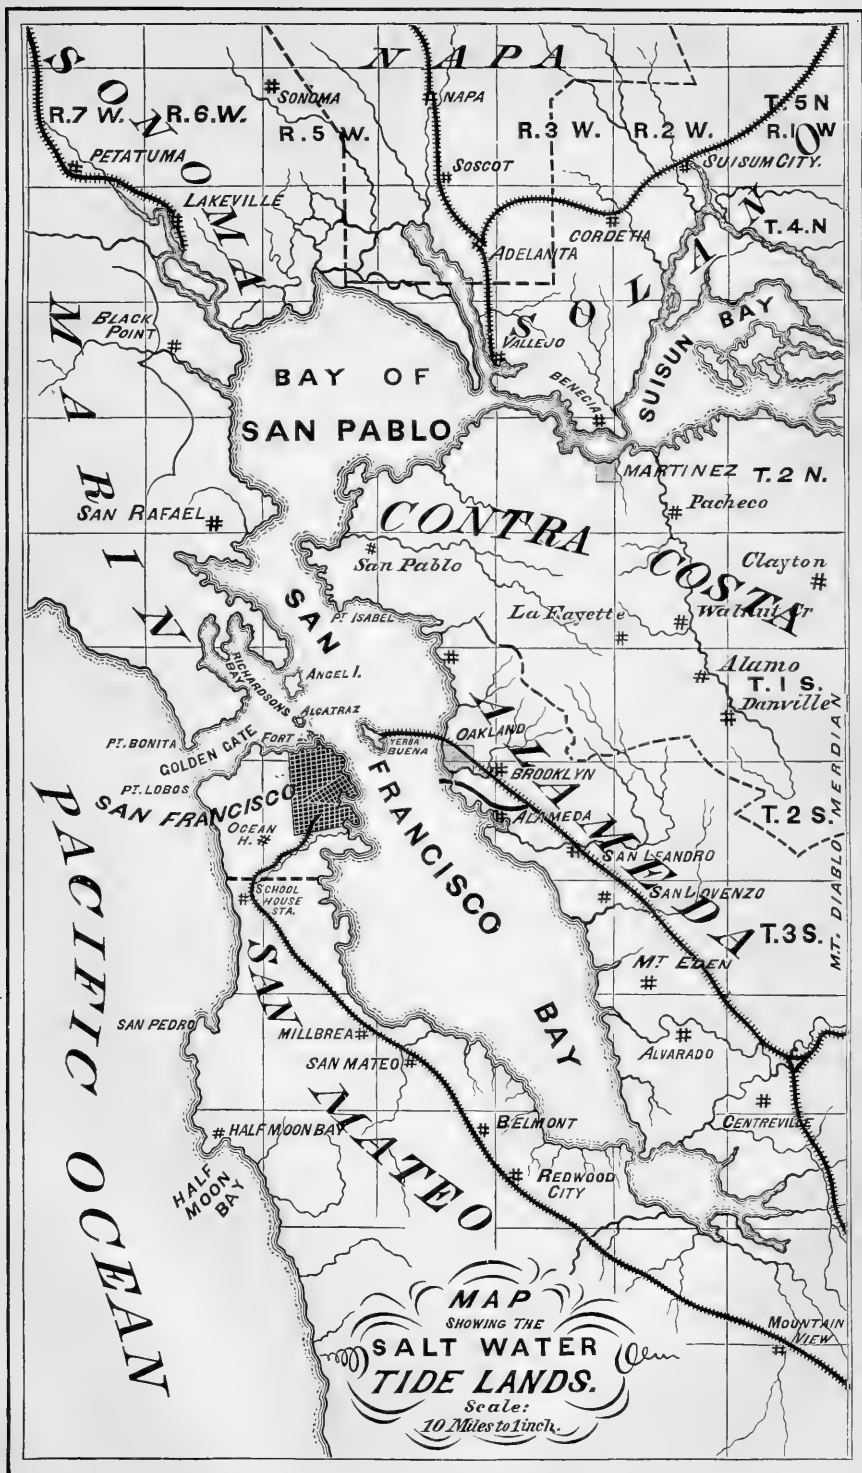 SONOMA
NAPA
R.7 W.
R.6.W.
SONOMA
R.5 W.
NAPA
R.3 W.
R.2 W.
T.5N
R.1 W
PETATUMA
SOSCOT
SUISUM CITY.
LAKEVILLE
ADELANTA
CORDETIA
T.4.N
SOLANO
MARIN
BLACK
POINT
VALLEJO
SUISUN BAY
BAY OF
SAN PABLO
BENECIA
MARTINEZ
T.2 N.
Pacheco
SAN RAFAEL
CONTRA
COSTA
San Pablo
Clayton
SAN
FRANCISCO
BAY
PT. ISABEL
La Fayette
Walnut Cr
RICHARDSONS
BAY
ANGEL I.
Alamo
T.1 S.
Danville
ALCATRAZ
PT. BONITA
GOLDEN GATE
FORT
YERBA
BUENA
OAKLAND
ALAMEDA
BROOKLYN
PT. LOBOS
SAN FRANCISCO
OCEAN
H.
ALAMEDA
T.2 S.
M.T. DIABLO MERDIAN
SAN LEANDRO
SCHOOL
HOUSE
STA.
SAN LOVENZO
SAN
MATEO
T.3 S.
MT EDEN
PACIFIC OCEAN
SAN PEDRO
MILLBREA
SAN MATEO
ALVARADO
HALF MOON BAY
BELMONT
CENTREVILLE
HALF
MOON
BAY
REDWOOD
CITY
MOUNTAIN
VIEW
MAP
SHOWING THE
SALT WATER
TIDE LANDS.
Scale:
10 Miles to 1 inch.